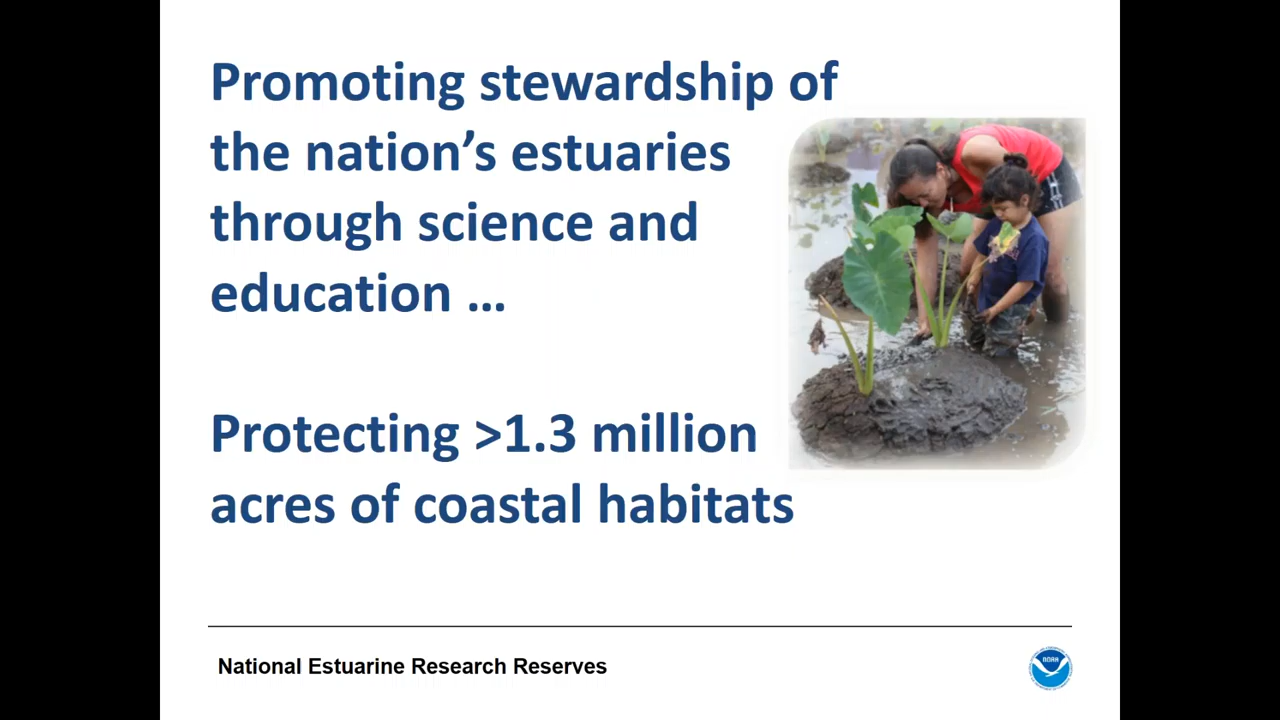 Promoting stewardship of
the nation’s estuaries
through science and
education …
Protecting >1.3 million
acres of coastal habitats
National Estuarine Research Reserves
NOAA